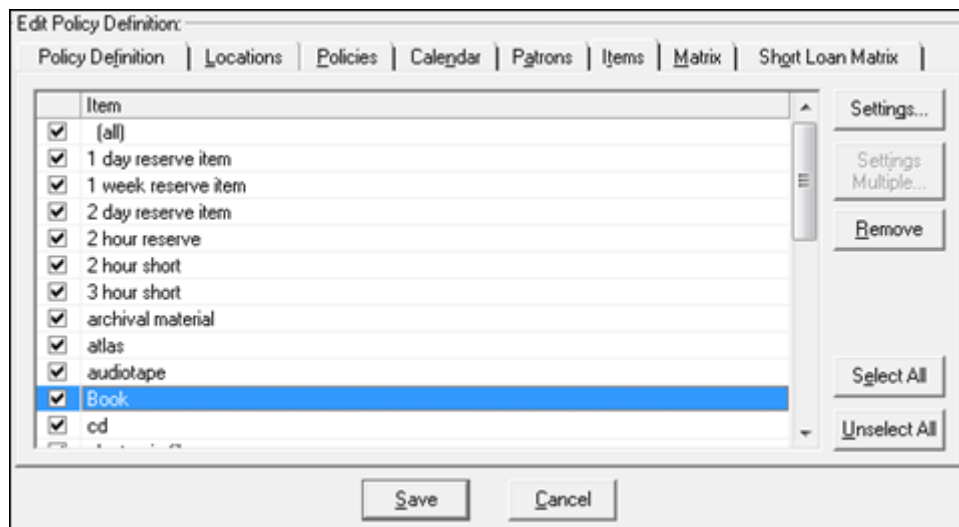 Edit Policy Definition:
Policy Definition Locations Policies Calendar Patrons Items Matrix Short Loan Matrix
Item
Settings...
(all)
1 day reserve item
Settings
Multiple...
1 week reserve item
2 day reserve item
Remove
2 hour reserve
2 hour short
3 hour short
archival material
atlas
audiotape
Select All
Book
cd
Unselect All
Save Cancel